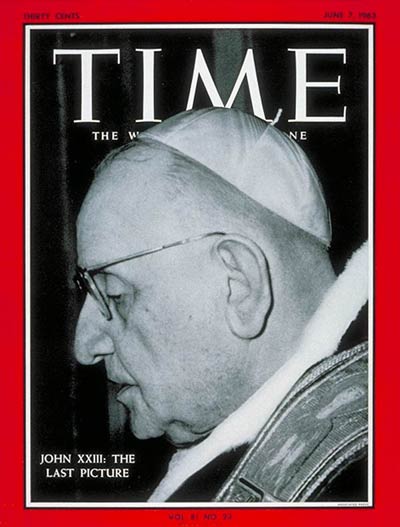 THIRTY CENTS
JUNE 7, 1963
TIME
THE W NE
JOHN XXIII: THE
LAST PICTURE
VOL. 81 NO. 23